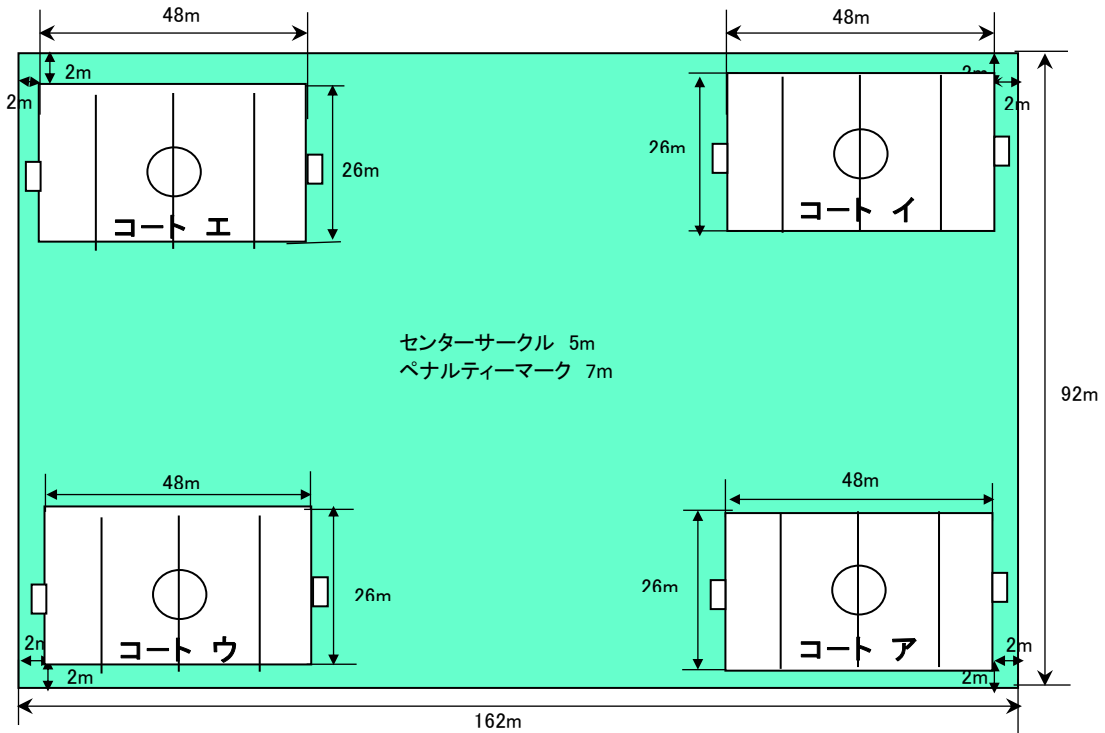 48m
48m
2m
2m
2m
2m
26m
26m
コート エ
コート イ
センターサークル 5m
ペナルティーマーク 7m
92m
48m
48m
26m
26m
コート ウ
コート ア
2m
2m
2m
2m
162m